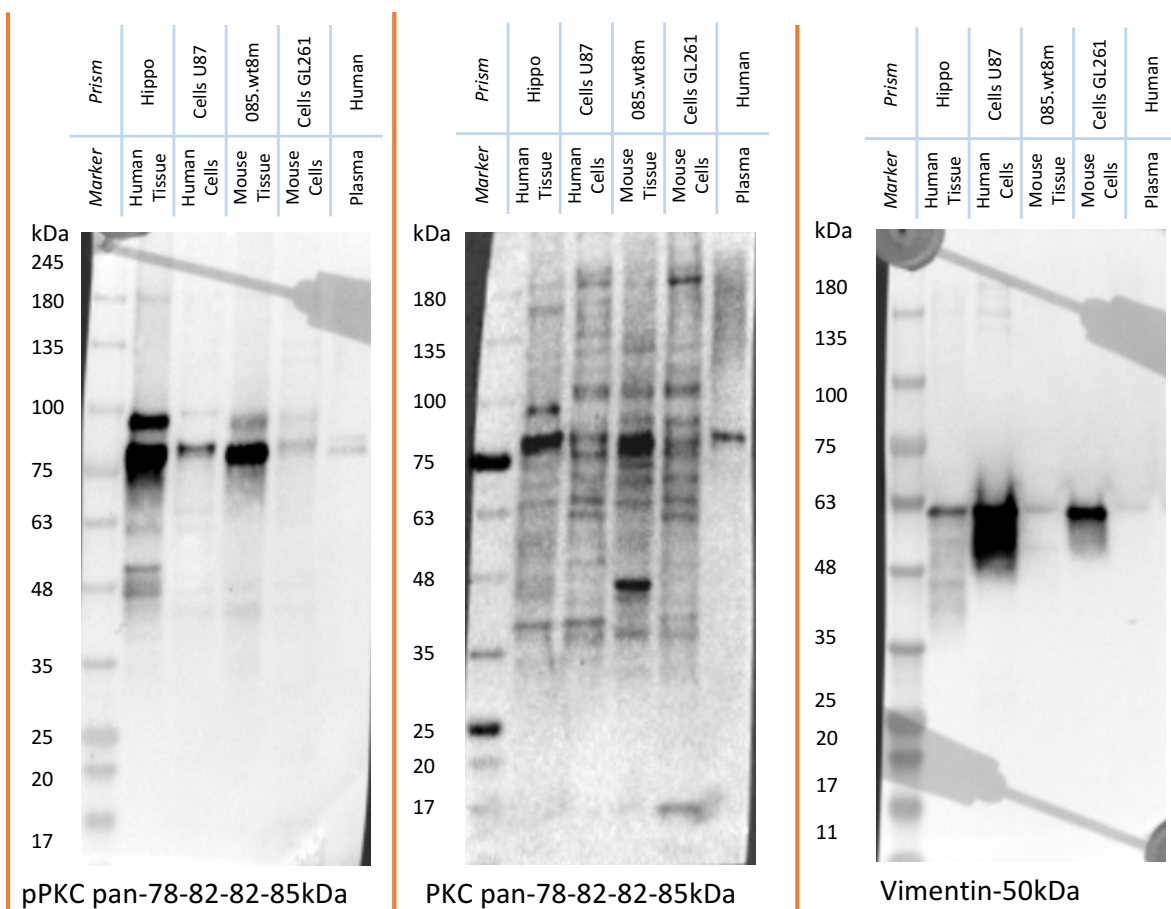 Prism
Hippo
Cells U87
085.wt8m
Cells GL261
Human
Marker
Human
Tissue
Human
Cells
Mouse
Tissue
Mouse
Cells
Plasma
kDa
245
180
135
100
75
63
48
35
25
20
17
pPKC pan-78-82-82-85kDa
Prism
Hippo
Cells U87
085.wt8m
Cells GL261
Human
Marker
Human
Tissue
Human
Cells
Mouse
Tissue
Mouse
Cells
Plasma
kDa
180
135
100
75
63
48
35
25
20
17
PKC pan-78-82-82-85kDa
Prism
Hippo
Cells U87
085.wt8m
Cells GL261
Human
Marker
Human
Tissue
Human
Cells
Mouse
Tissue
Mouse
Cells
Plasma
kDa
180
135
100
75
63
48
35
25
20
17
11
Vimentin-50kDa